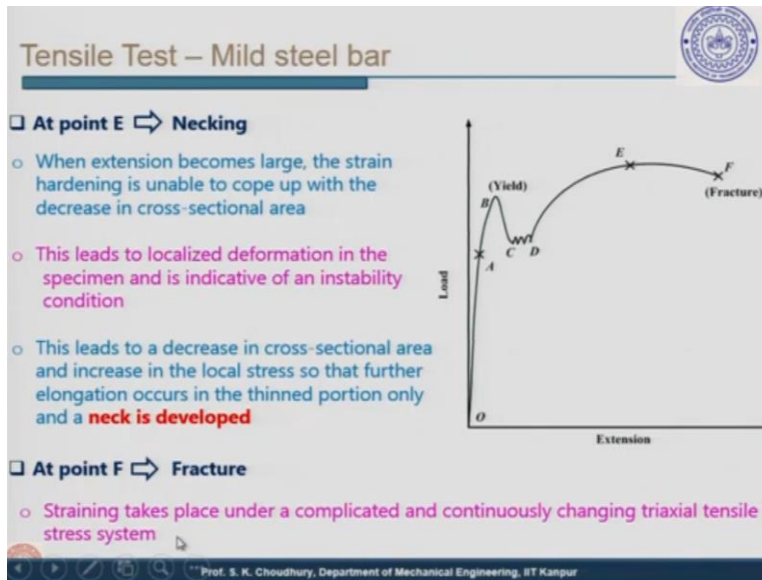 Tensile Test – Mild steel bar
At point E ⇨ Necking
When extension becomes large, the strain
hardening is unable to cope up with the
decrease in cross-sectional area
This leads to localized deformation in the
specimen and is indicative of an instability
condition
This leads to a decrease in cross-sectional area
and increase in the local stress so that further
elongation occurs in the thinned portion only
and a neck is developed
At point F ⇨ Fracture
Straining takes place under a complicated and continuously changing triaxial tensile
stress system
E
F
(Fracture)
(Yield)
B
A
C
D
Load
O
Extension
Prof. S. K. Choudhury, Department of Mechanical Engineering, IIT Kanpur